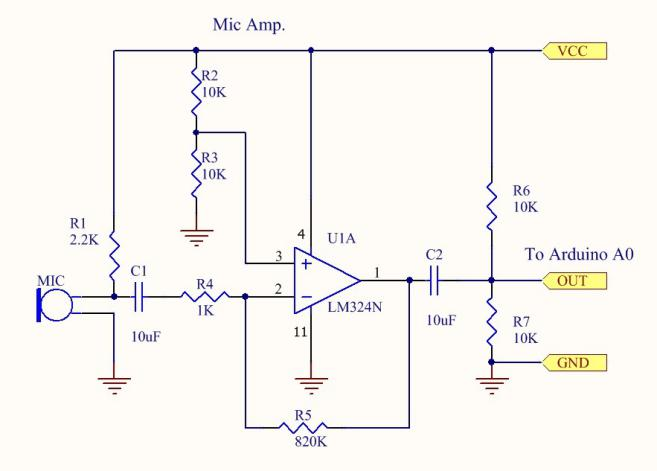 Mic Amp.
VCC
R2
10K
R3
10K
R1
2.2K
R6
10K
4
U1A
3
+
To Arduino A0
C2
1
OUT
MIC
C1
R4
2
−
1K
LM324N
10uF
10uF
11
R7
10K
GND
R5
820K